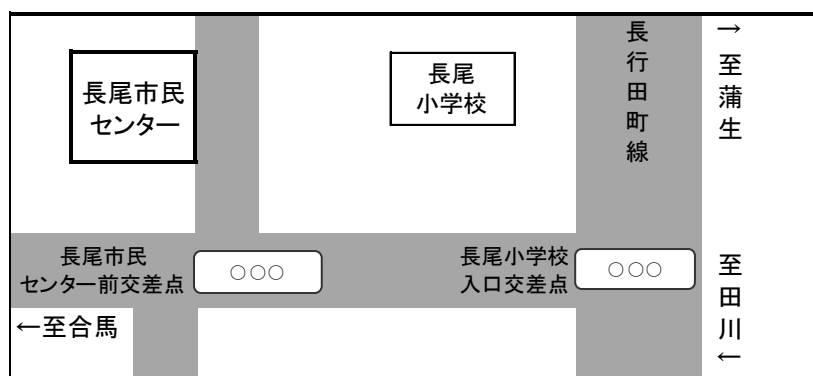 長尾市民
センター
長尾
小学校
長行田町線
→至蒲生
長尾市民
センター前交差点
○○○
長尾小学校
入口交差点
○○○
至田川←
←至合馬